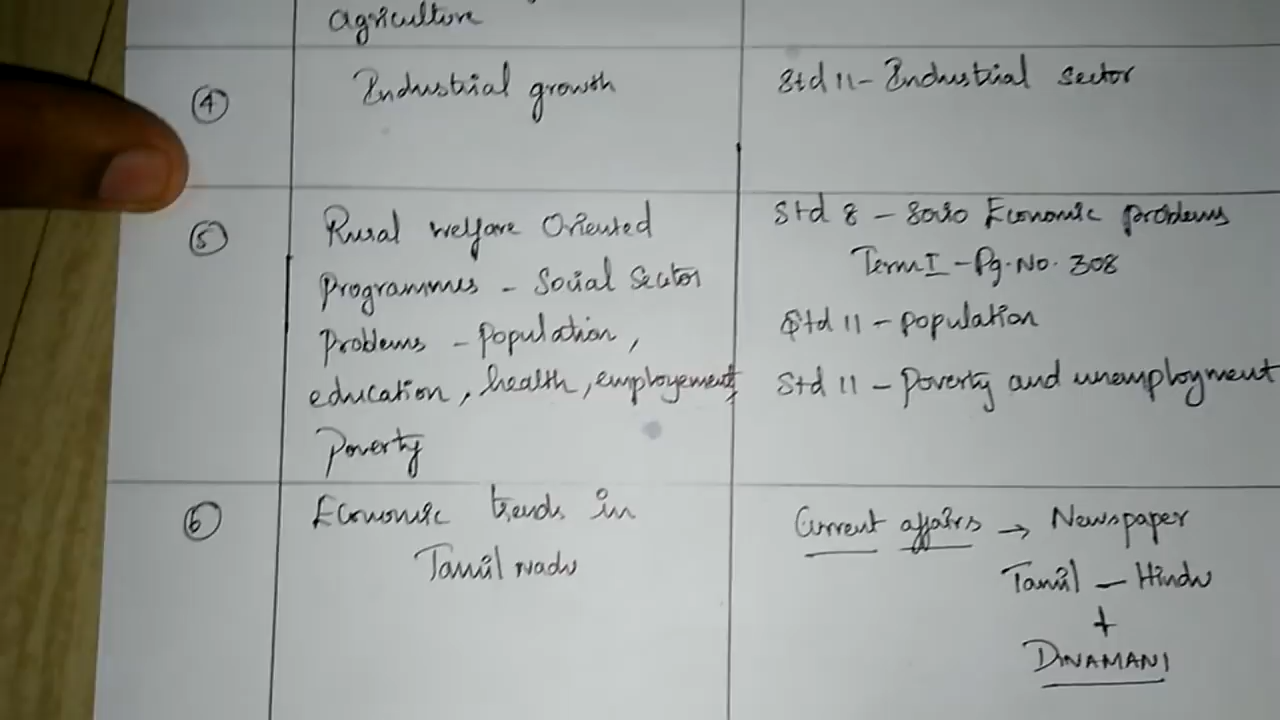 agriculture
④ Industrial growth
Std 11 - Industrial Sector
⑤ Rural welfare Oriented
Programmes - Social Sector
Problems - Population,
education, health, employement,
Poverty
Std 8 - Socio Economic problems
Term I - Pg. No. 308
Std 11 - Population
Std 11 - Poverty and unemployment
⑥ Economic trends in
Tamil nadu
Current affairs → Newspaper
Tamil - Hindu
+
DINAMANI